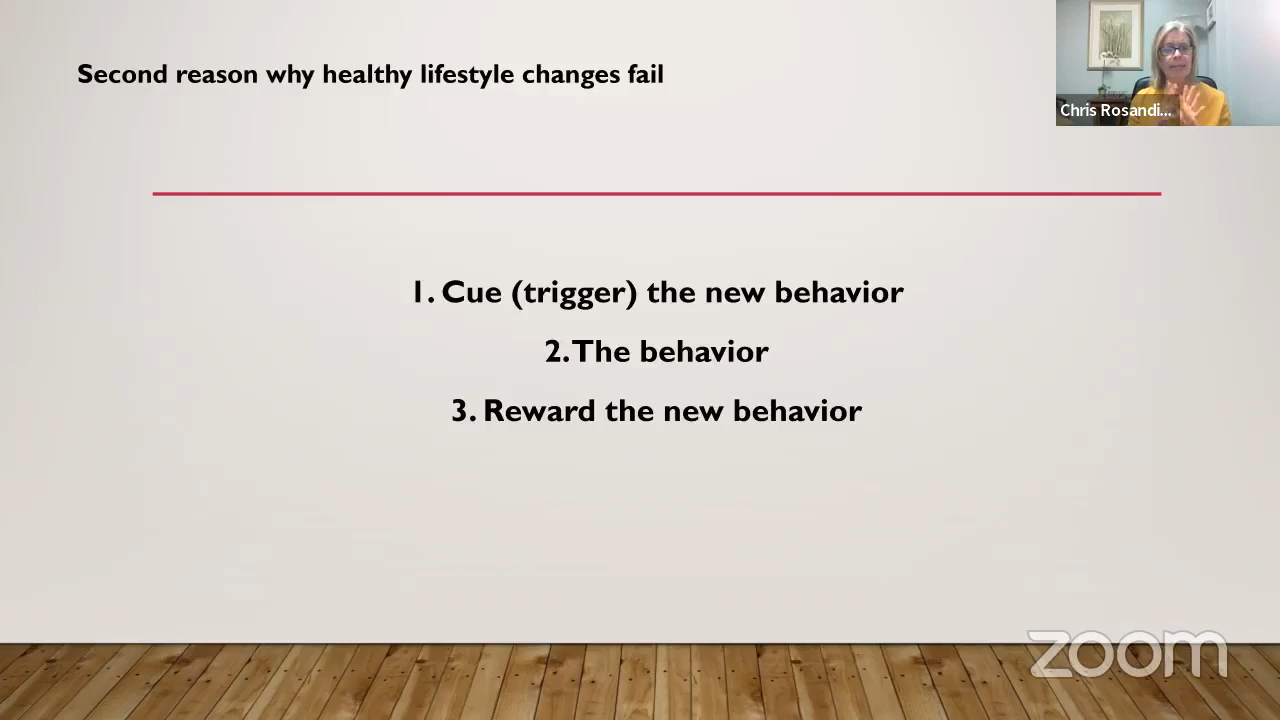 Second reason why healthy lifestyle changes fail
Chris Rosandi...
1. Cue (trigger) the new behavior
2. The behavior
3. Reward the new behavior
zoom